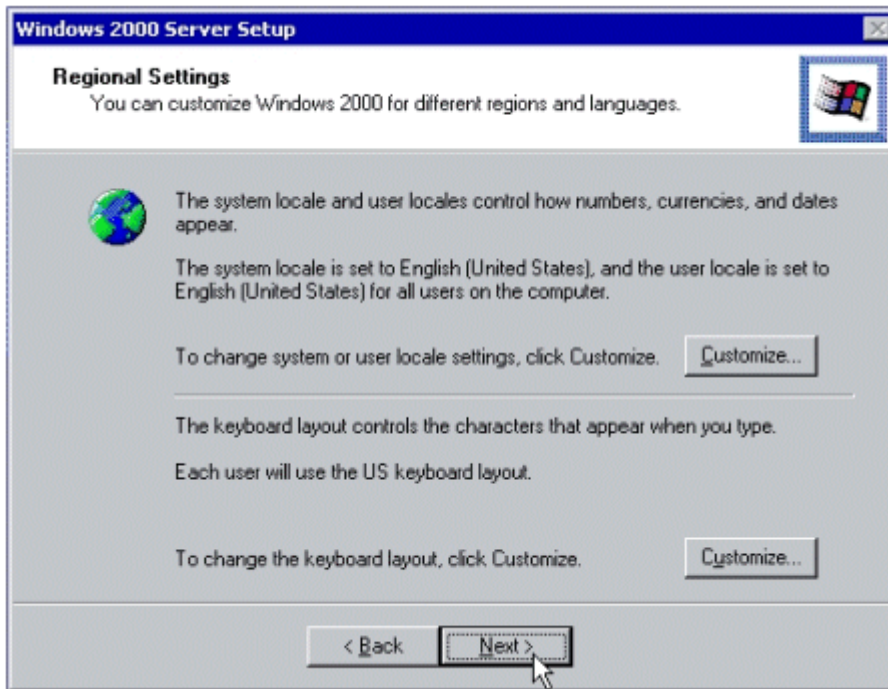 Windows 2000 Server Setup
Regional Settings
You can customize Windows 2000 for different regions and languages.
The system locale and user locales control how numbers, currencies, and dates
appear.
The system locale is set to English (United States), and the user locale is set to
English (United States) for all users on the computer.
To change system or user locale settings, click Customize.
Customize...
The keyboard layout controls the characters that appear when you type.
Each user will use the US keyboard layout.
To change the keyboard layout, click Customize.
Customize...
< Back
Next >